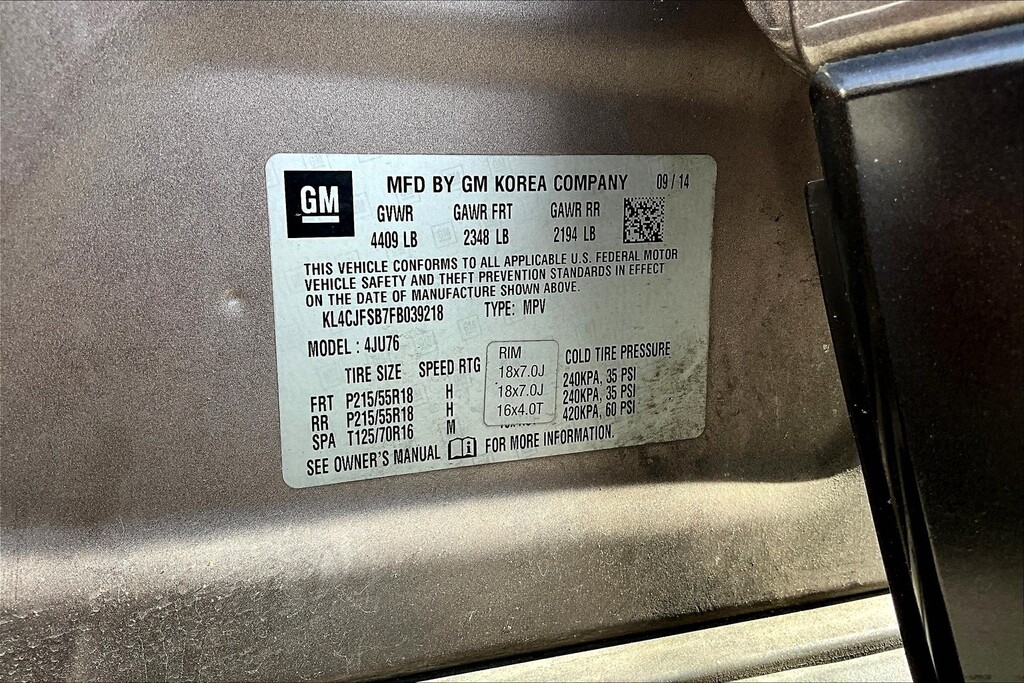 GM
MFD BY GM KOREA COMPANY 09 / 14
GVWR GAWR FRT GAWR RR
4409 LB 2348 LB 2194 LB
THIS VEHICLE CONFORMS TO ALL APPLICABLE U.S. FEDERAL MOTOR
VEHICLE SAFETY AND THEFT PREVENTION STANDARDS IN EFFECT
ON THE DATE OF MANUFACTURE SHOWN ABOVE.
KL4CJFSB7FB039218 TYPE: MPV
MODEL : 4JU76
TIRE SIZE SPEED RTG RIM COLD TIRE PRESSURE
FRT P215/55R18 H 18x7.0J 240KPA, 35 PSI
RR P215/55R18 H 18x7.0J 240KPA, 35 PSI
SPA T125/70R16 M 16x4.0T 420KPA, 60 PSI
SEE OWNER'S MANUAL FOR MORE INFORMATION.